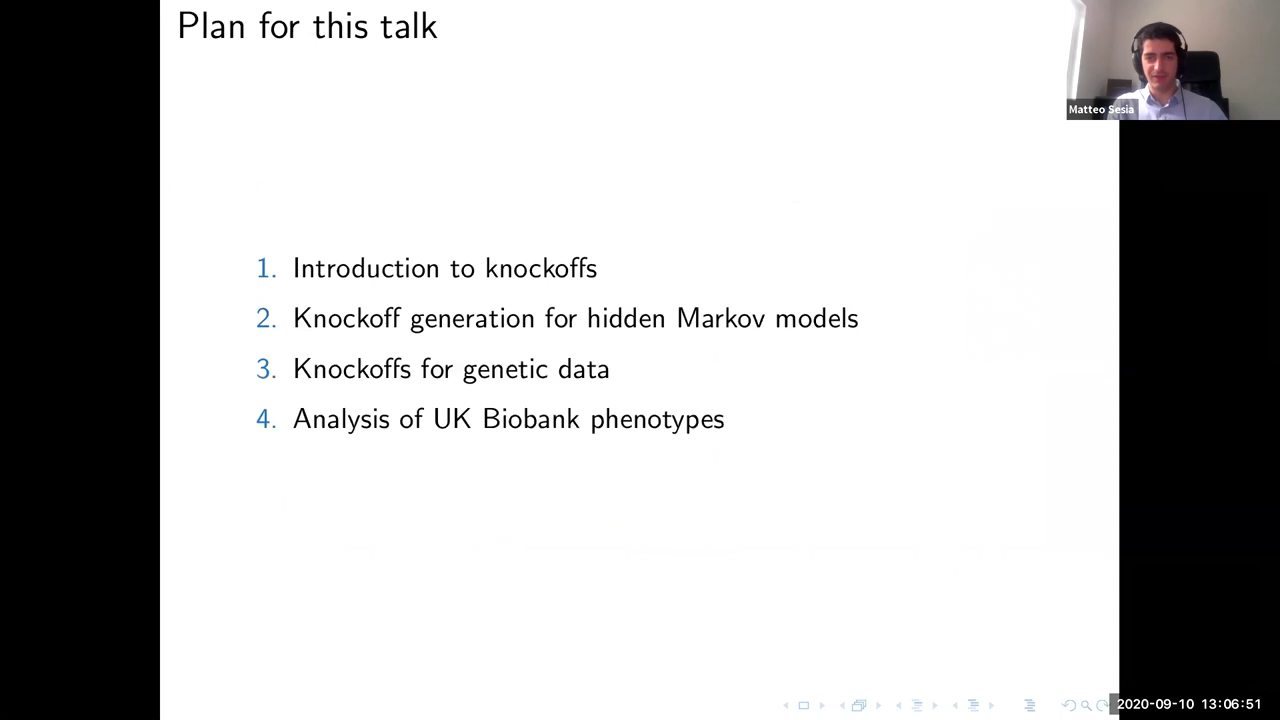 Plan for this talk
Matteo Sesia
1. Introduction to knockoffs
2. Knockoff generation for hidden Markov models
3. Knockoffs for genetic data
4. Analysis of UK Biobank phenotypes
2020-09-10 13:06:51